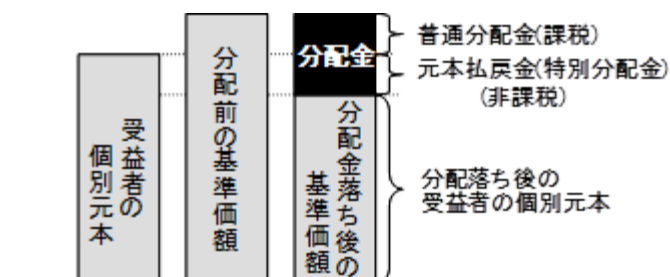 受益者の
個別元本
分配前の基準価額
分配金
分配金落ち後の
基準価額
普通分配金(課税)
元本払戻金(特別分配金)
(非課税)
分配落ち後の
受益者の個別元本